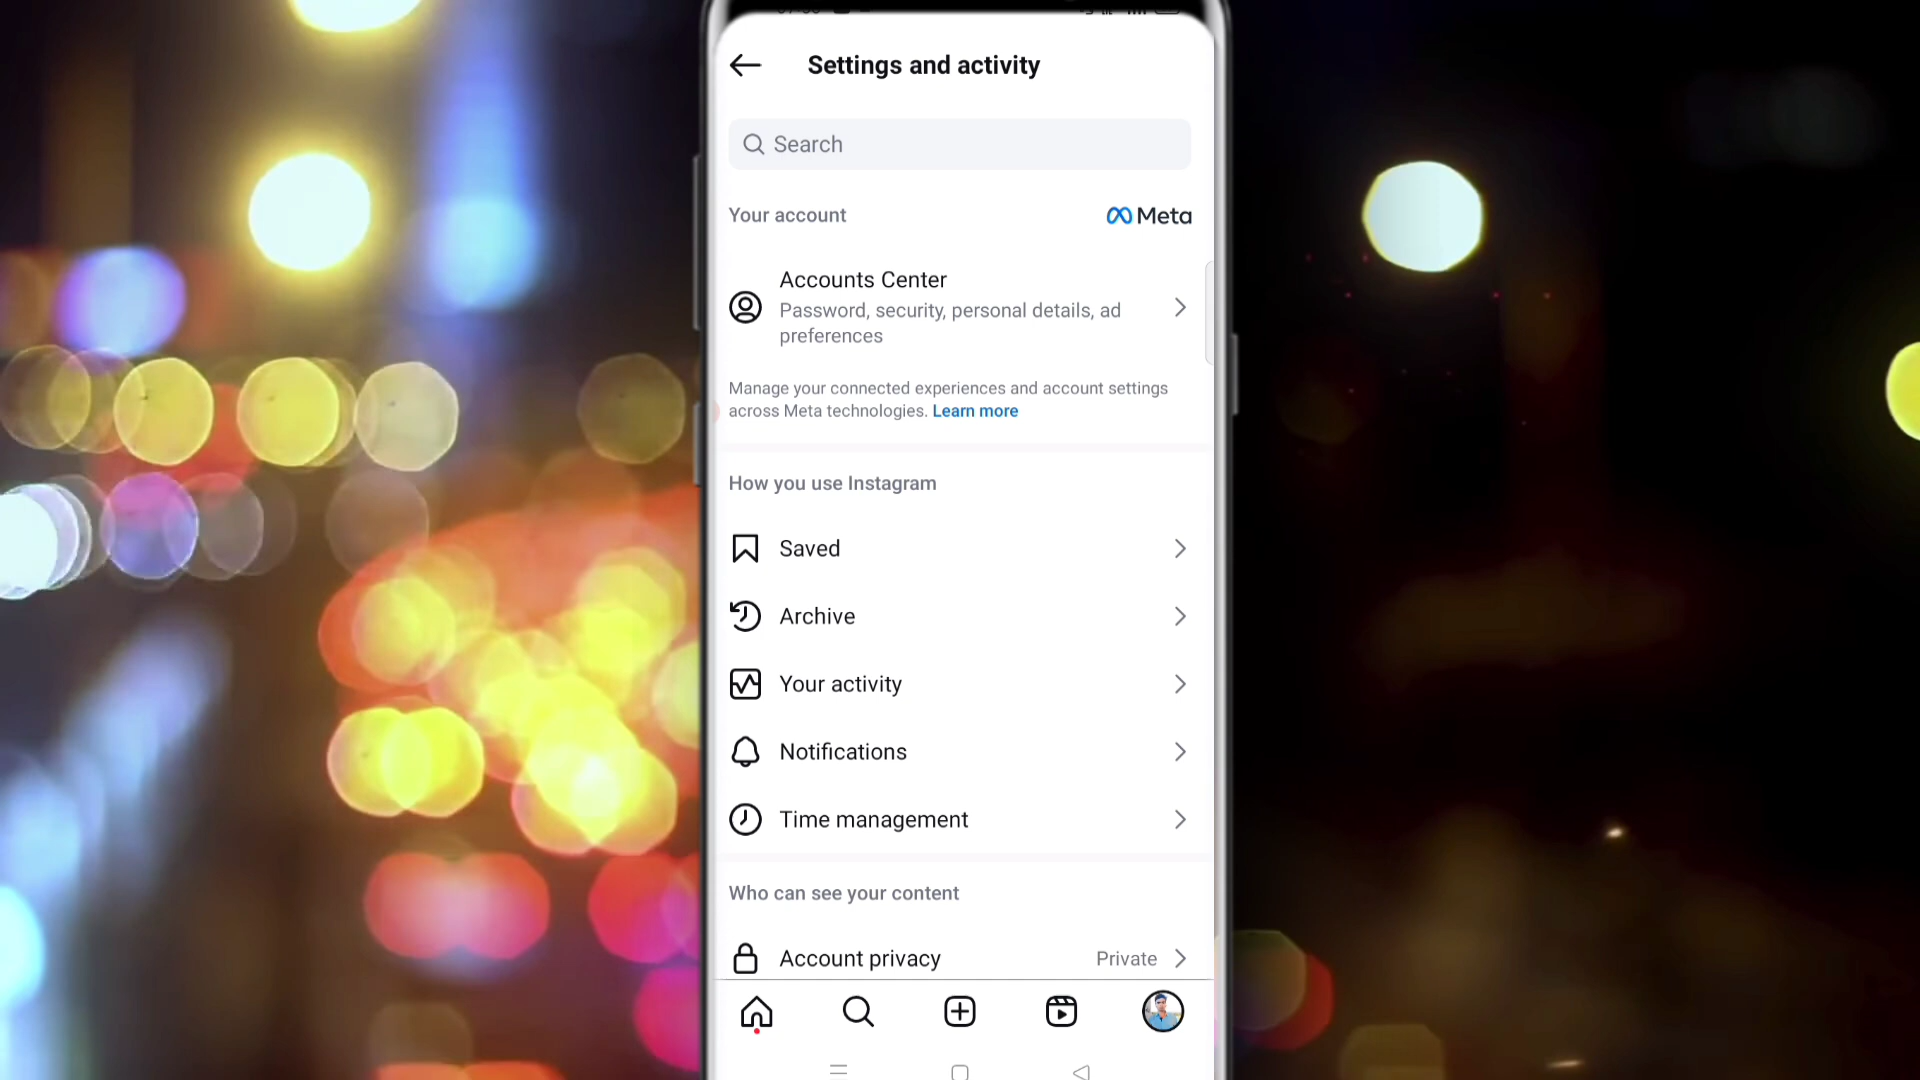 Settings and activity
Search
Your account
Meta
Accounts Center
Password, security, personal details, ad
preferences
Manage your connected experiences and account settings
across Meta technologies. Learn more
How you use Instagram
Saved
Archive
Your activity
Notifications
Time management
Who can see your content
Account privacy Private